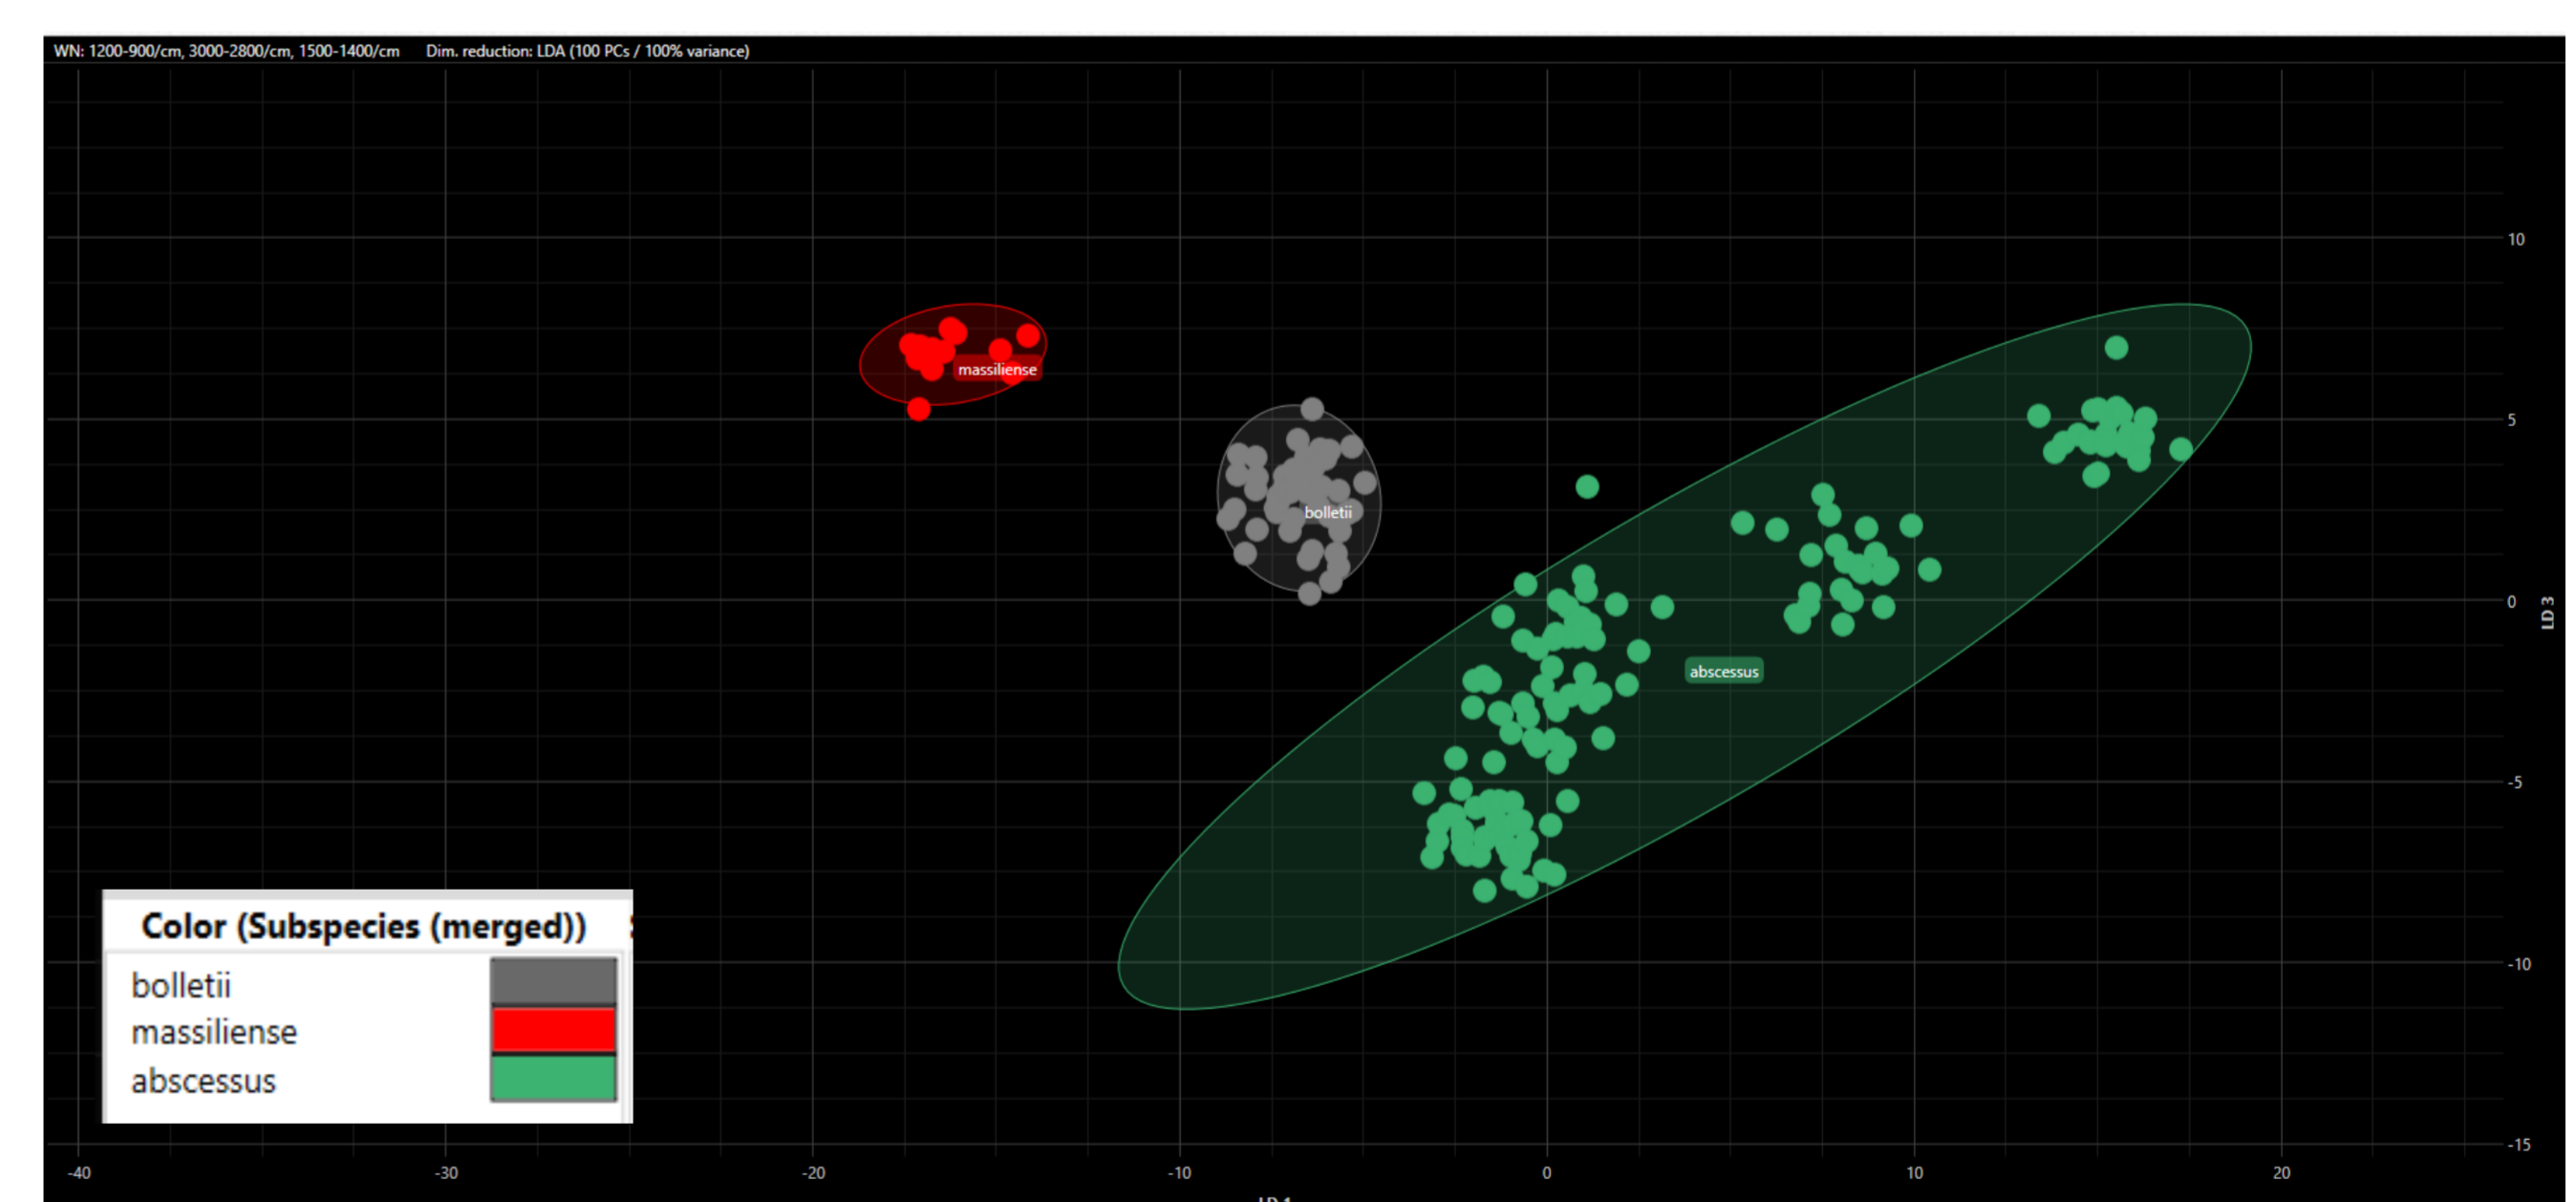 WN: 1200-900/cm, 3000-2800/cm, 1500-1400/cm Dim. reduction: LDA (100 PCs / 100% variance)
10
massiliense
5
bolletii
0
LD 3
abscessus
-5
Color (Subspecies (merged))
-10
bolletii
massiliense
abscessus
-15
-40 -30 -20 -10 0 10 20